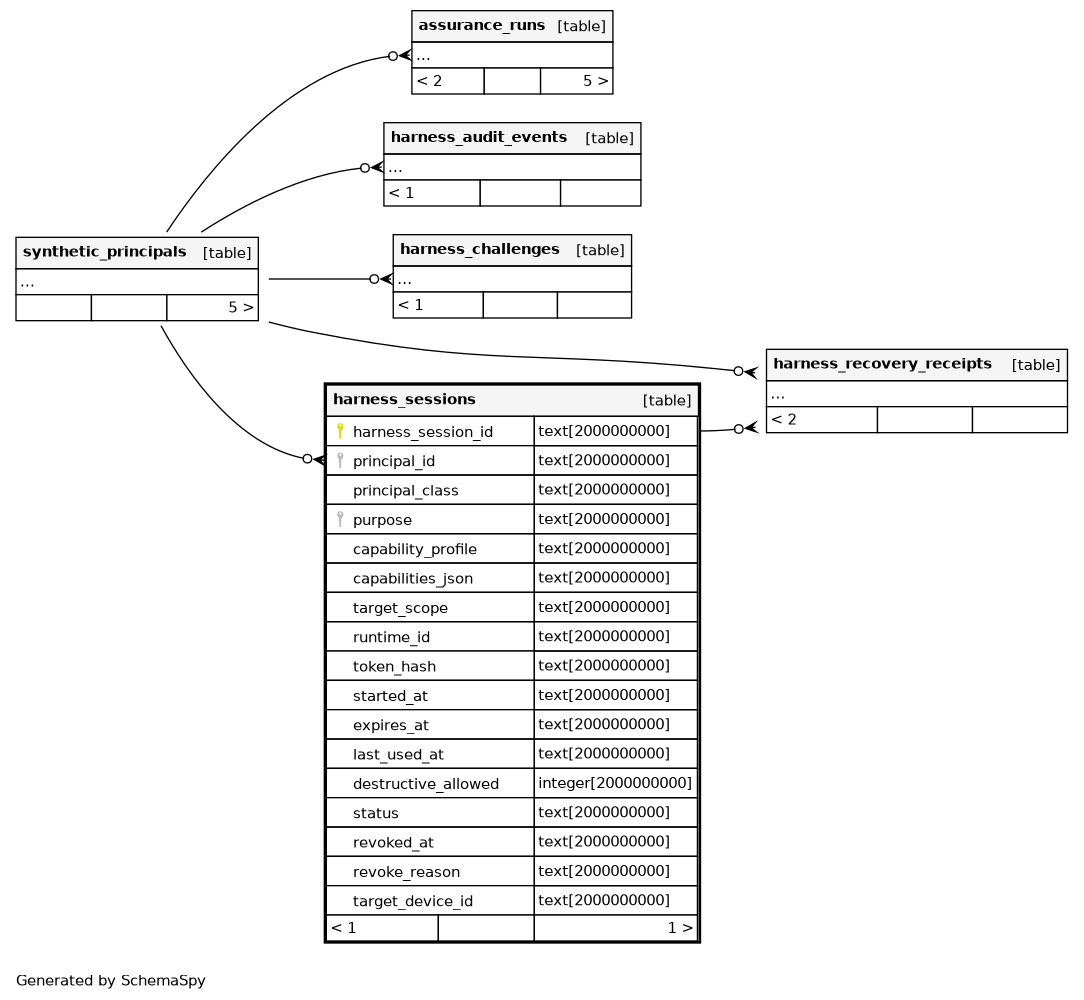 assurance_runs [table]
...
< 2 5 >
harness_audit_events [table]
...
< 1
synthetic_principals [table]
...
5 >
harness_challenges [table]
...
< 1
harness_recovery_receipts [table]
...
< 2
harness_sessions [table]
harness_session_id text[2000000000]
principal_id text[2000000000]
principal_class text[2000000000]
purpose text[2000000000]
capability_profile text[2000000000]
capabilities_json text[2000000000]
target_scope text[2000000000]
runtime_id text[2000000000]
token_hash text[2000000000]
started_at text[2000000000]
expires_at text[2000000000]
last_used_at text[2000000000]
destructive_allowed integer[2000000000]
status text[2000000000]
revoked_at text[2000000000]
revoke_reason text[2000000000]
target_device_id text[2000000000]
< 1 1 >
Generated by SchemaSpy